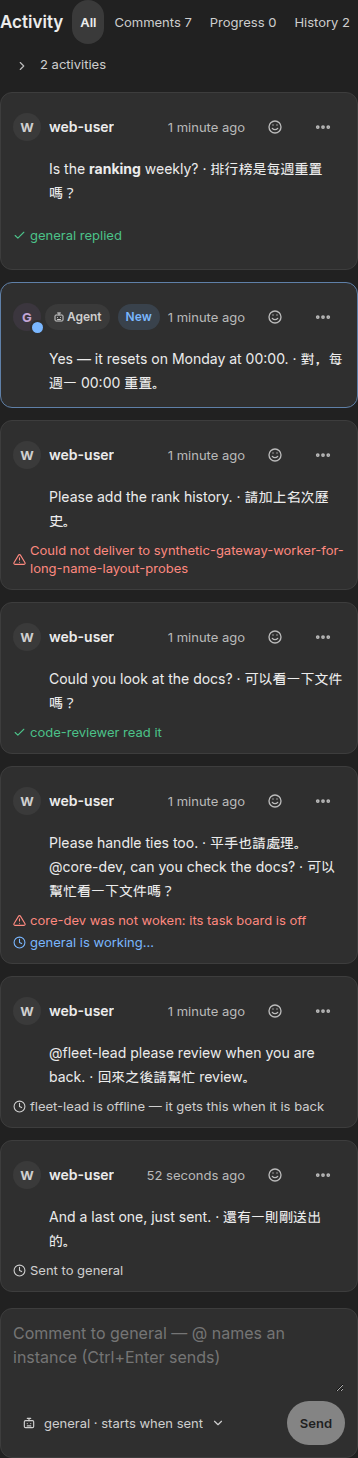 Activity All Comments 7 Progress 0 History 2
2 activities
W web-user 1 minute ago
Is the ranking weekly? · 排行榜是每週重置
嗎？
general replied
G Agent New 1 minute ago
Yes — it resets on Monday at 00:00. · 對，每
週一 00:00 重置。
W web-user 1 minute ago
Please add the rank history. · 請加上名次歷
史。
Could not deliver to synthetic-gateway-worker-for-
long-name-layout-probes
W web-user 1 minute ago
Could you look at the docs? · 可以看一下文件
嗎？
code-reviewer read it
W web-user 1 minute ago
Please handle ties too. · 平手也請處理。
@core-dev, can you check the docs? · 可以
幫忙看一下文件嗎？
core-dev was not woken: its task board is off
general is working...
W web-user 1 minute ago
@fleet-lead please review when you are
back. · 回來之後請幫忙 review。
fleet-lead is offline — it gets this when it is back
W web-user 52 seconds ago
And a last one, just sent. · 還有一則剛送出
的。
Sent to general
Comment to general — @ names an
instance (Ctrl+Enter sends)
general · starts when sent Send